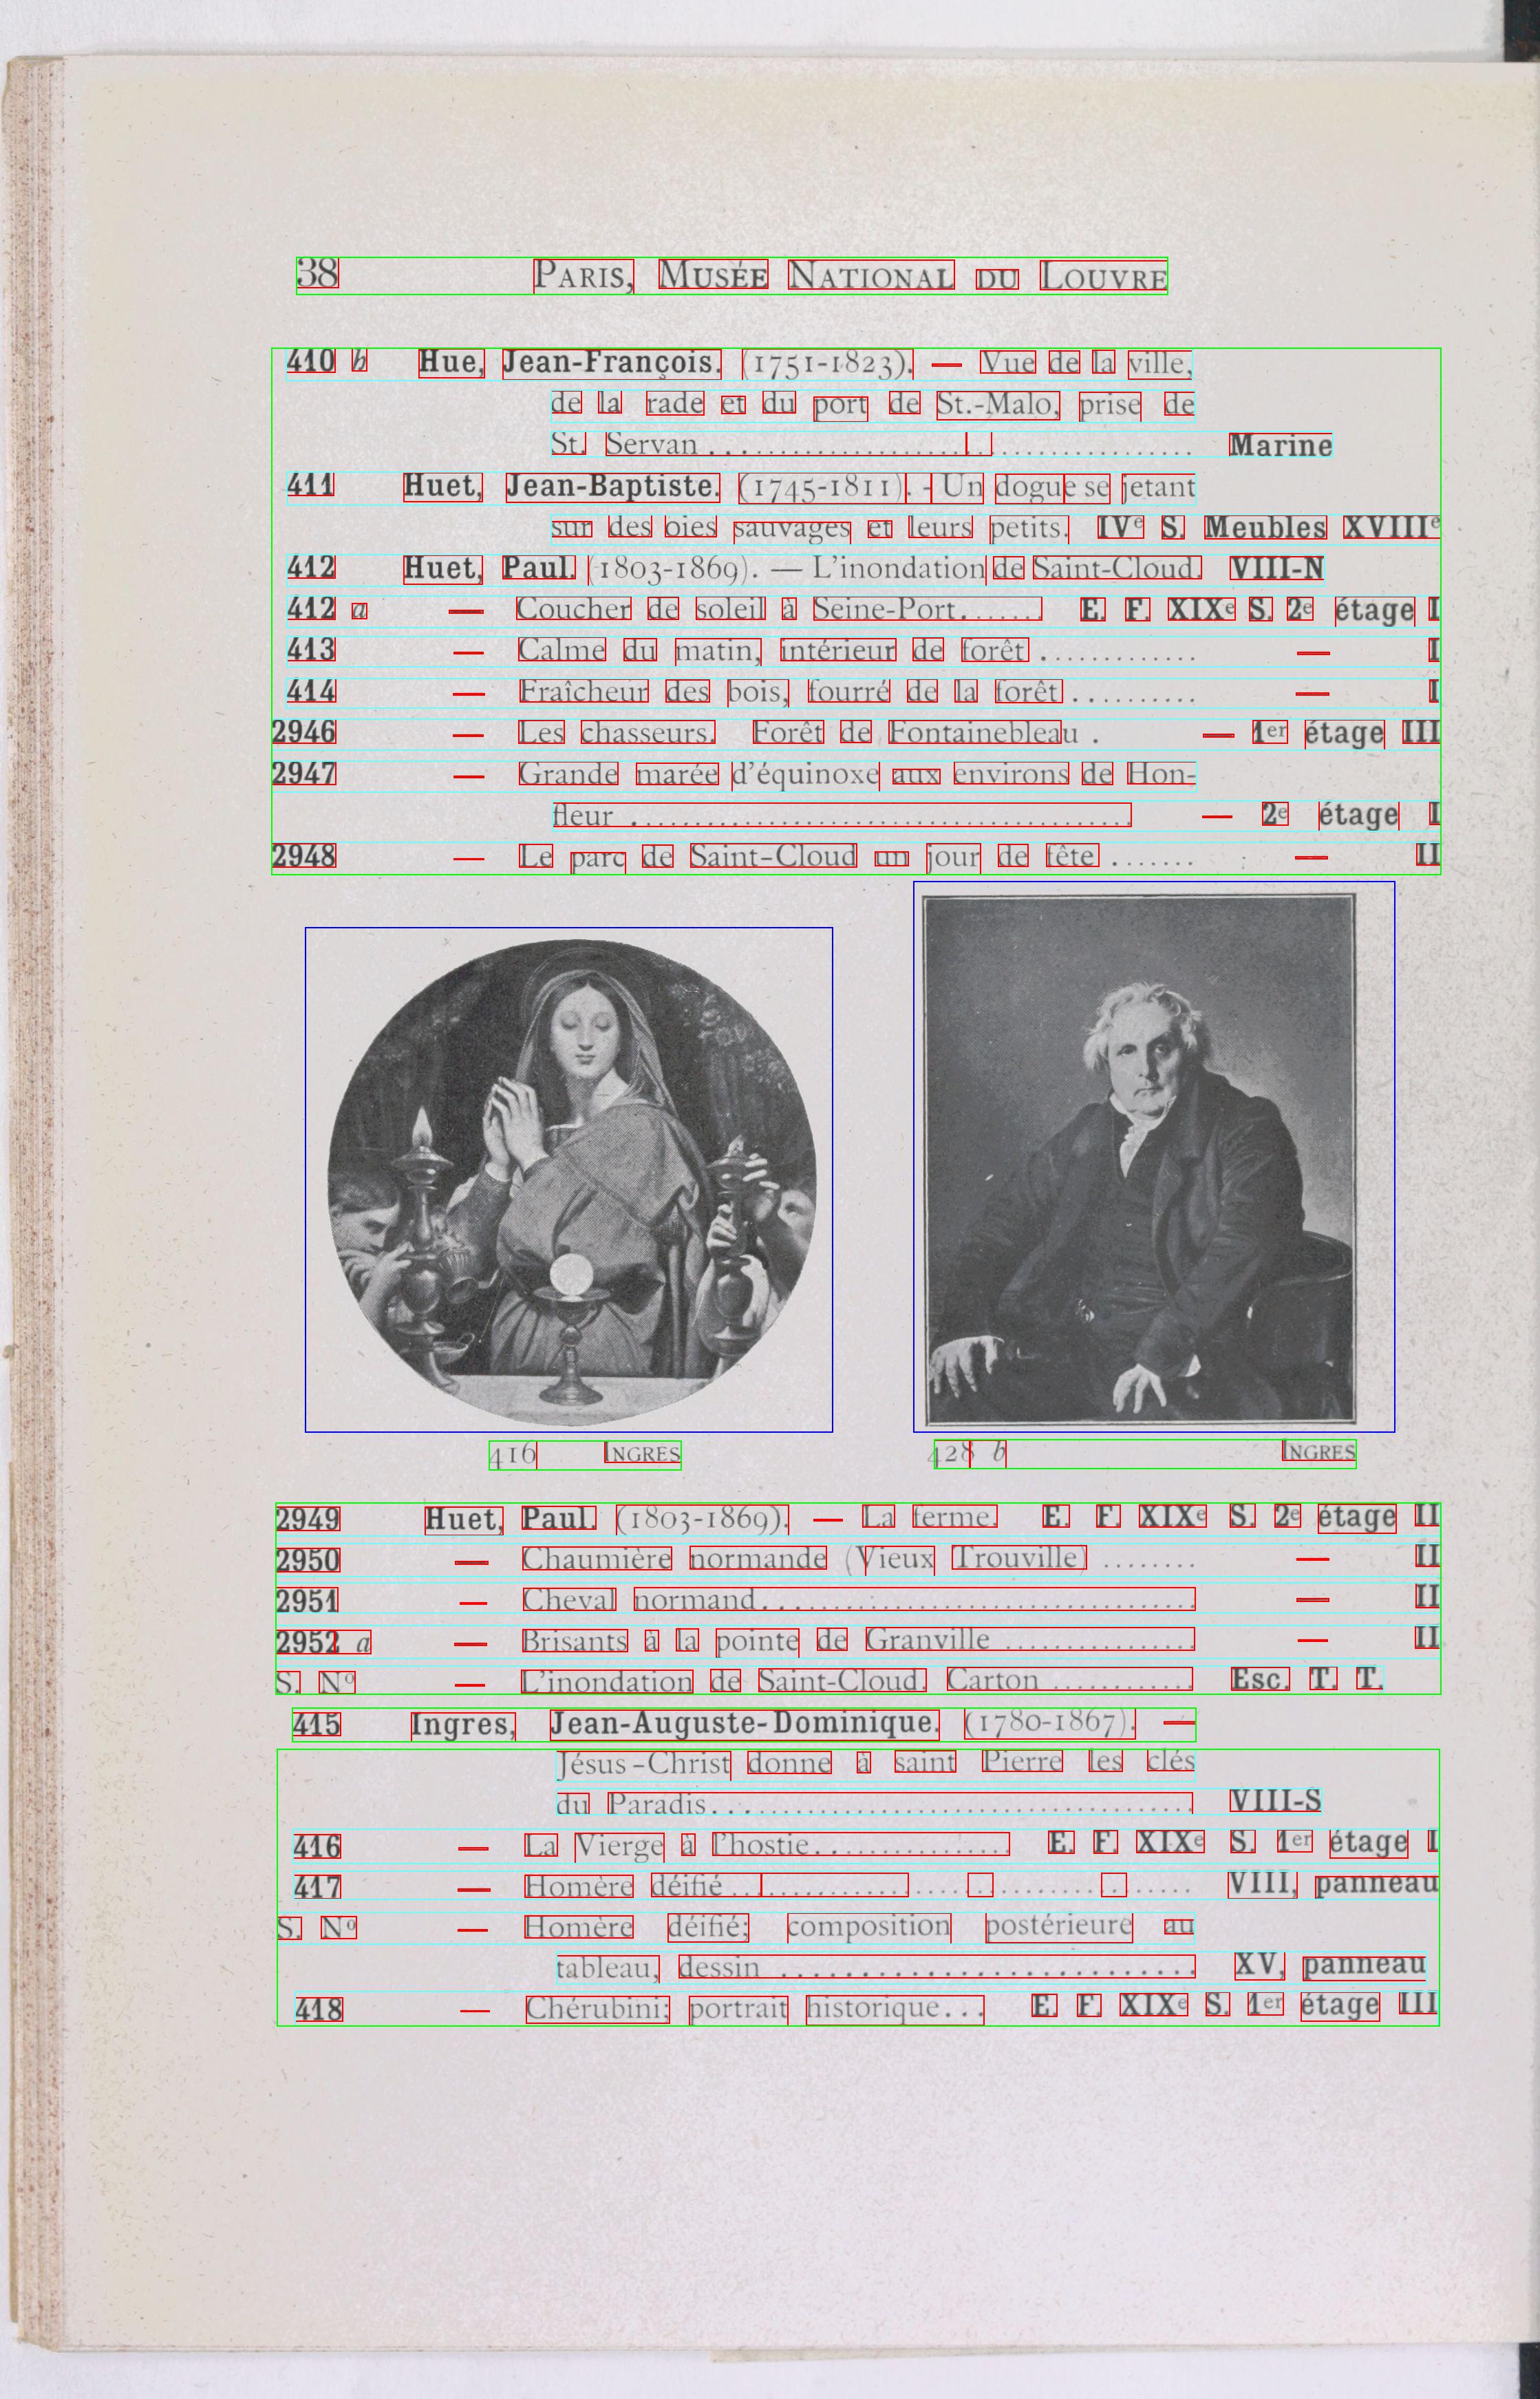 38 PARIS, MUSÉE NATIONAL DU LOUVRE
410 b Hue, Jean-François. (1751-1823). — Vue de la ville,
de la rade et du port de St.-Malo, prise de
St. Servan .................................... Marine
411 Huet, Jean-Baptiste. (1745-1811). - Un dogue se jetant
sur des oies sauvages et leurs petits. IVe S. Meubles XVIIIe
412 Huet, Paul. (1803-1869). — L'inondation de Saint-Cloud. VIII-N
412 a — Coucher de soleil à Seine-Port....... E. F. XIXe S. 2e étage I
413 — Calme du matin, intérieur de forêt ............. — I
414 — Fraîcheur des bois, fourré de la forêt .......... — I
2946 — Les chasseurs. Forêt de Fontainebleau . — 1er étage III
2947 — Grande marée d'équinoxe aux environs de Hon-
fleur ...................................... — 2e étage I
2948 — Le parc de Saint-Cloud un jour de fête ....... — II
416 INGRES
428 b INGRES
2949 Huet, Paul. (1803-1869). — La ferme. E. F. XIXe S. 2e étage II
2950 — Chaumière normande (Vieux Trouville) ........ — II
2951 — Cheval normand................................. — II
2952 a — Brisants à la pointe de Granville ............... — II
S. No — L'inondation de Saint-Cloud. Carton ........... Esc. T. T.
415 Ingres, Jean-Auguste-Dominique. (1780-1867). —
Jésus-Christ donne à saint Pierre les clés
du Paradis..................................... VIII-S
416 — La Vierge à l'hostie............... E. F. XIXe S. 1er étage I
417 — Homère déifié ................................... VIII, panneau
S. No — Homère déifié; composition postérieure au
tableau, dessin ............................ XV, panneau
418 — Chérubini; portrait historique... E. F. XIXe S. 1er étage III